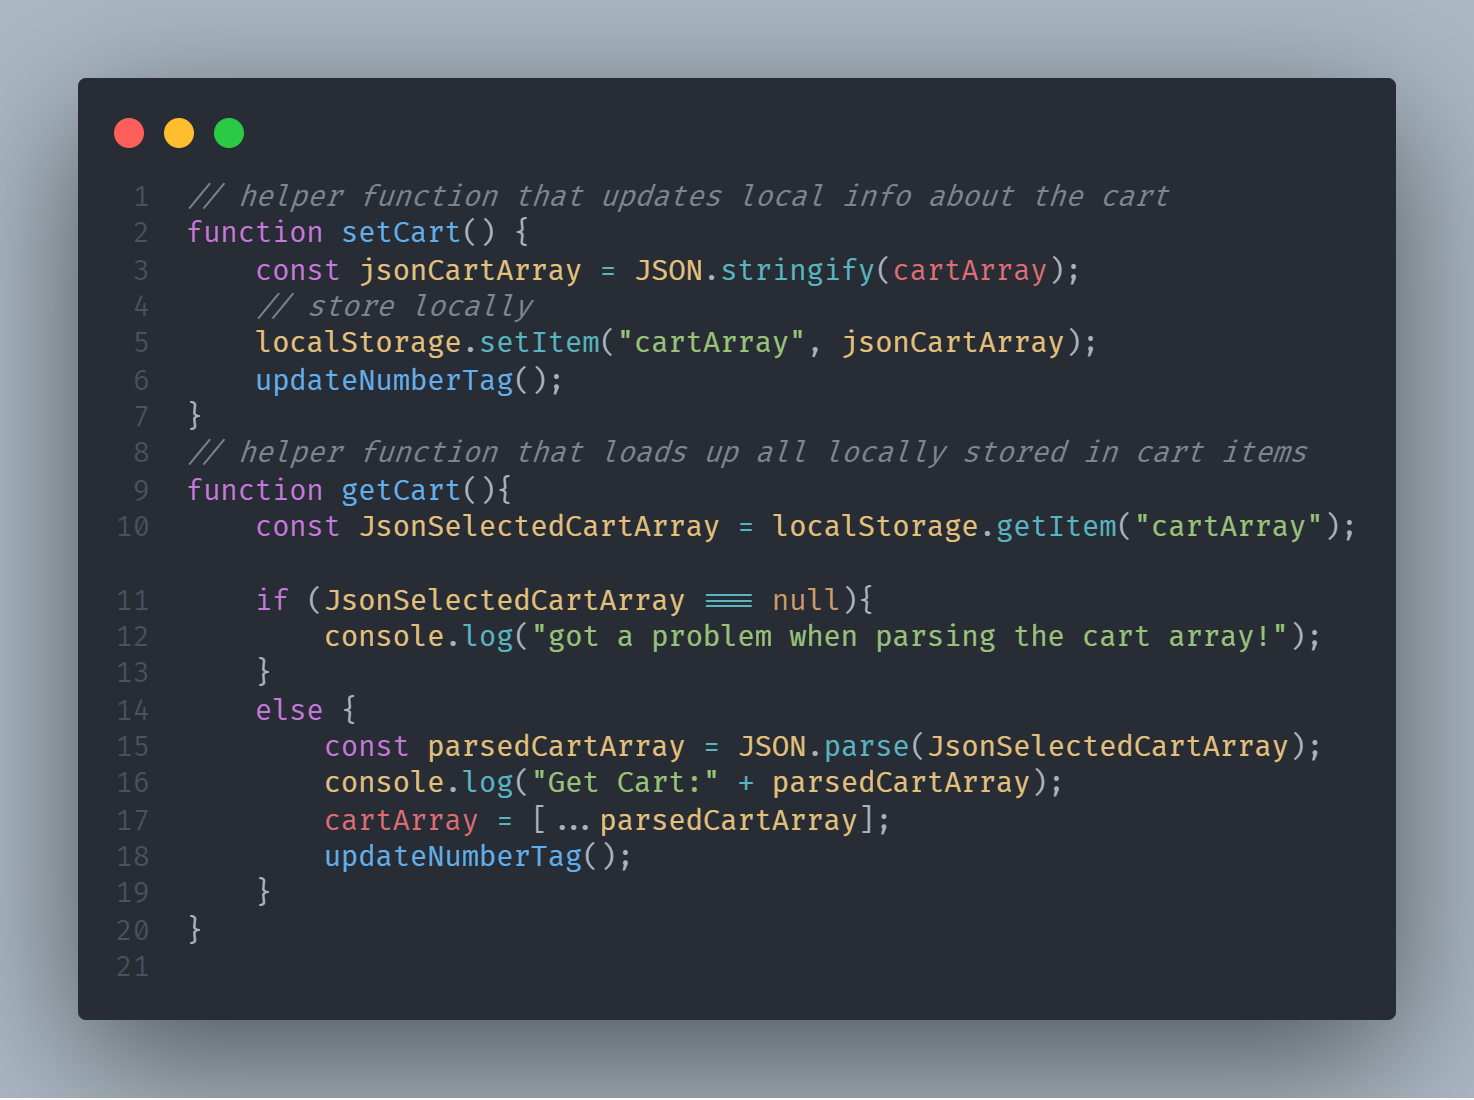 1 // helper function that updates local info about the cart
2 function setCart() {
3     const jsonCartArray = JSON.stringify(cartArray);
4     // store locally
5     localStorage.setItem("cartArray", jsonCartArray);
6     updateNumberTag();
7 }
8 // helper function that loads up all locally stored in cart items
9 function getCart(){
10     const JsonSelectedCartArray = localStorage.getItem("cartArray");
11     if (JsonSelectedCartArray === null){
12         console.log("got a problem when parsing the cart array!");
13     }
14     else {
15         const parsedCartArray = JSON.parse(JsonSelectedCartArray);
16         console.log("Get Cart:" + parsedCartArray);
17         cartArray = [...parsedCartArray];
18         updateNumberTag();
19     }
20 }
21